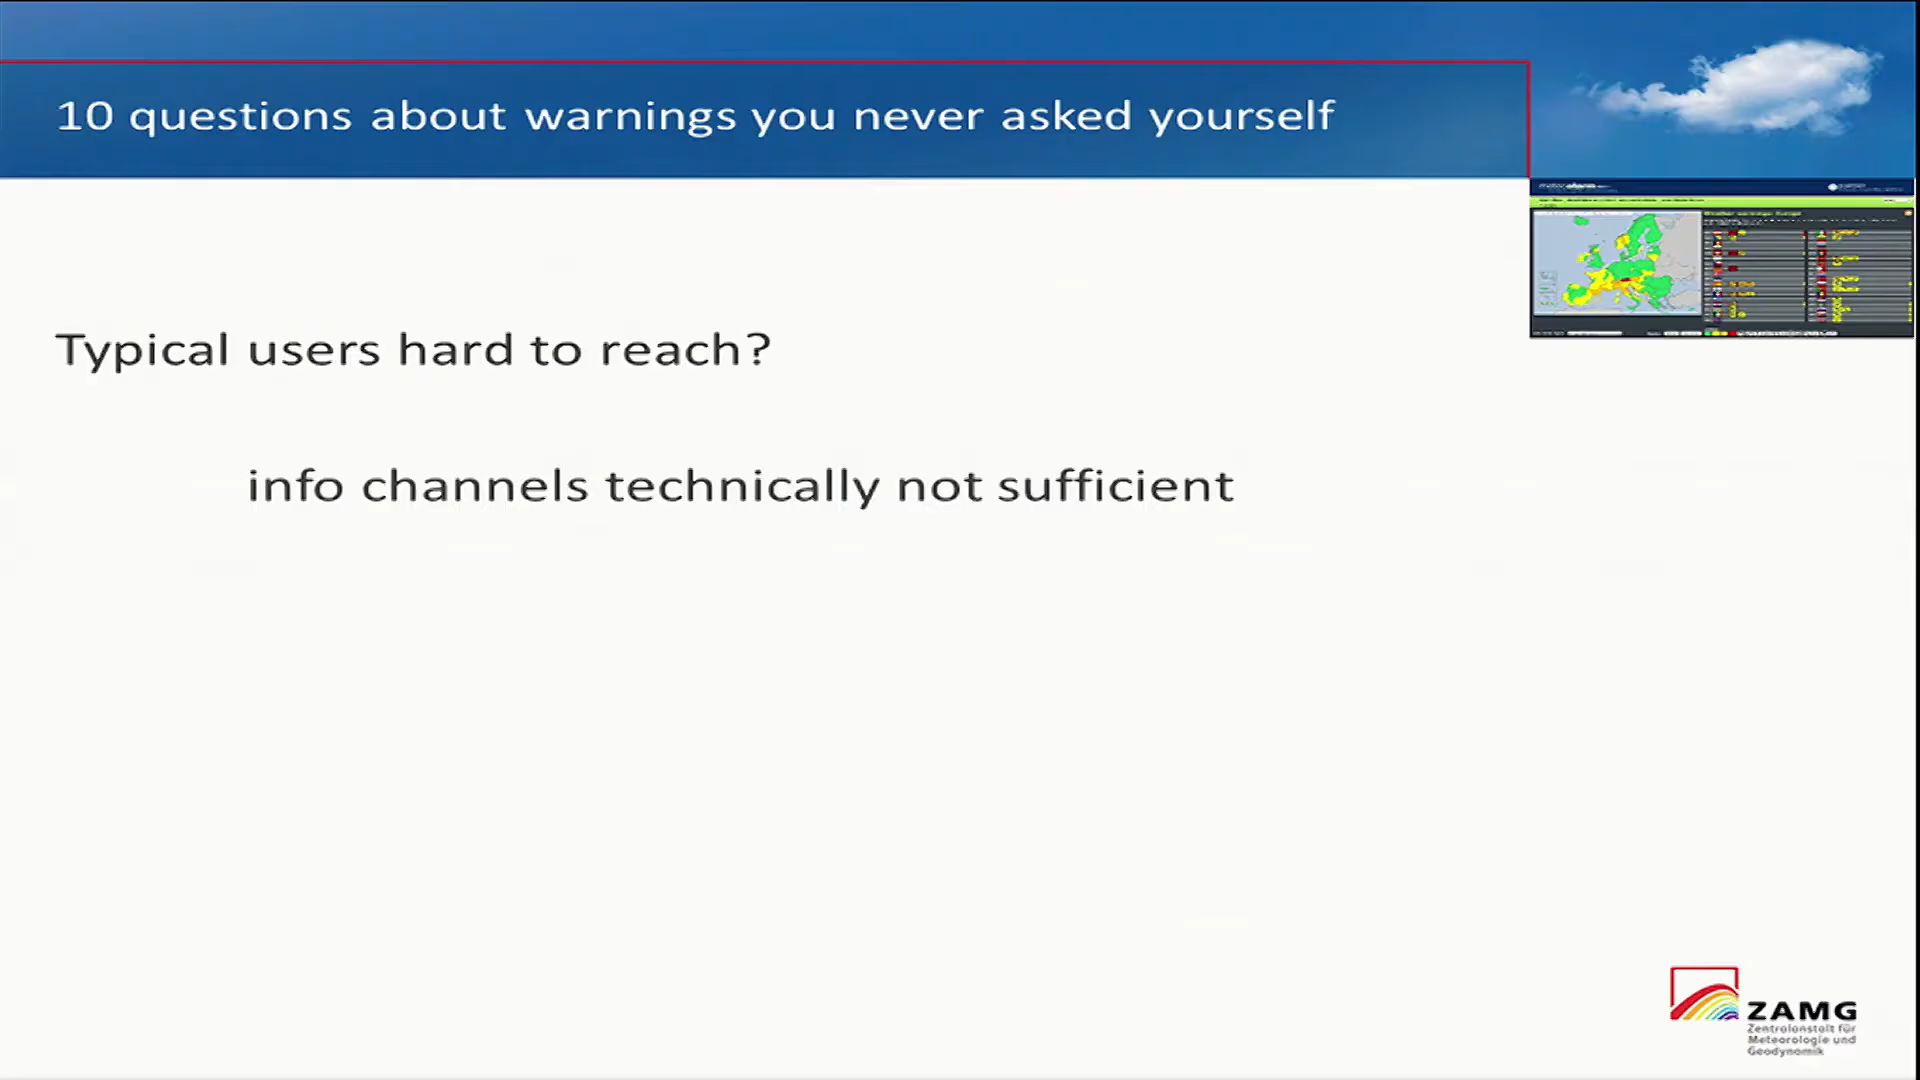 10 questions about warnings you never asked yourself
Typical users hard to reach?
info channels technically not sufficient
ZAMG
Zentralanstalt für
Meteorologie und
Geodynamik